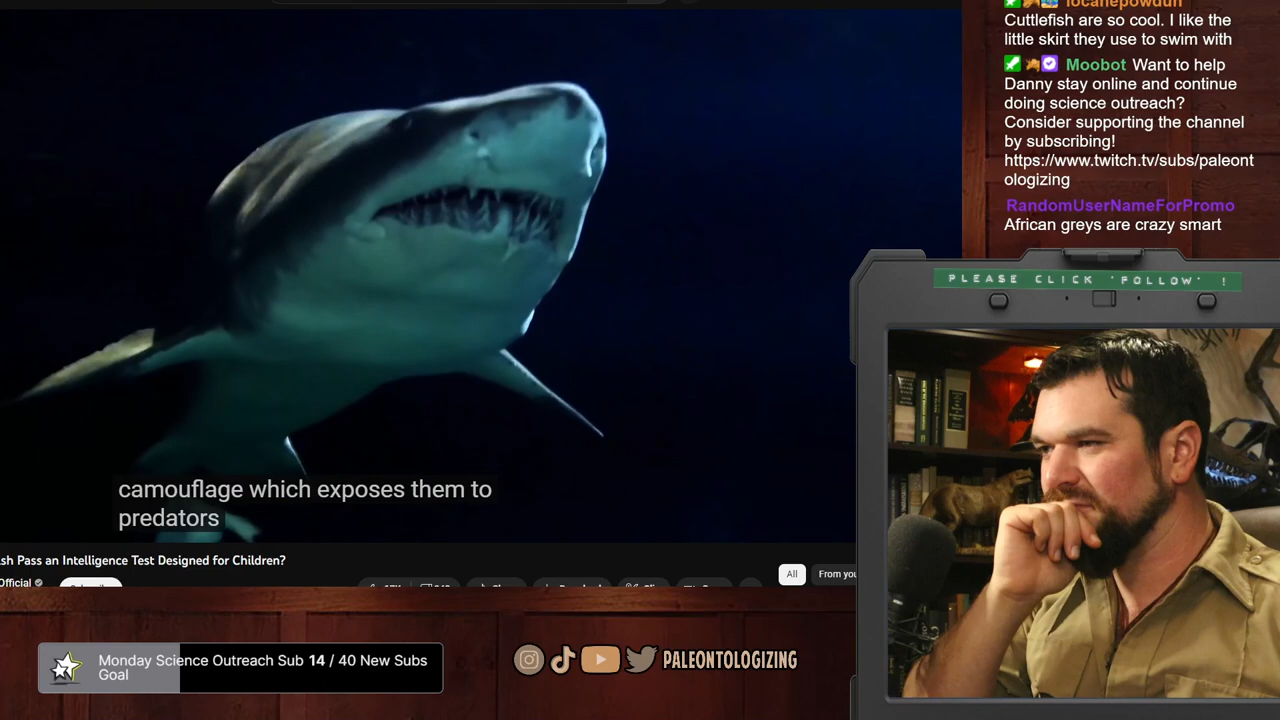 Cuttlefish are so cool. I like the
little skirt they use to swim with
Moobot Want to help
Danny stay online and continue
doing science outreach?
Consider supporting the channel
by subscribing!
https://www.twitch.tv/subs/paleont
ologizing
RandomUserNameForPromo
African greys are crazy smart
PLEASE CLICK 'FOLLOW' !
camouflage which exposes them to
predators
sh Pass an Intelligence Test Designed for Children?
Official
All
From you
Monday Science Outreach Sub 14 / 40 New Subs
Goal
PALEONTOLOGIZING